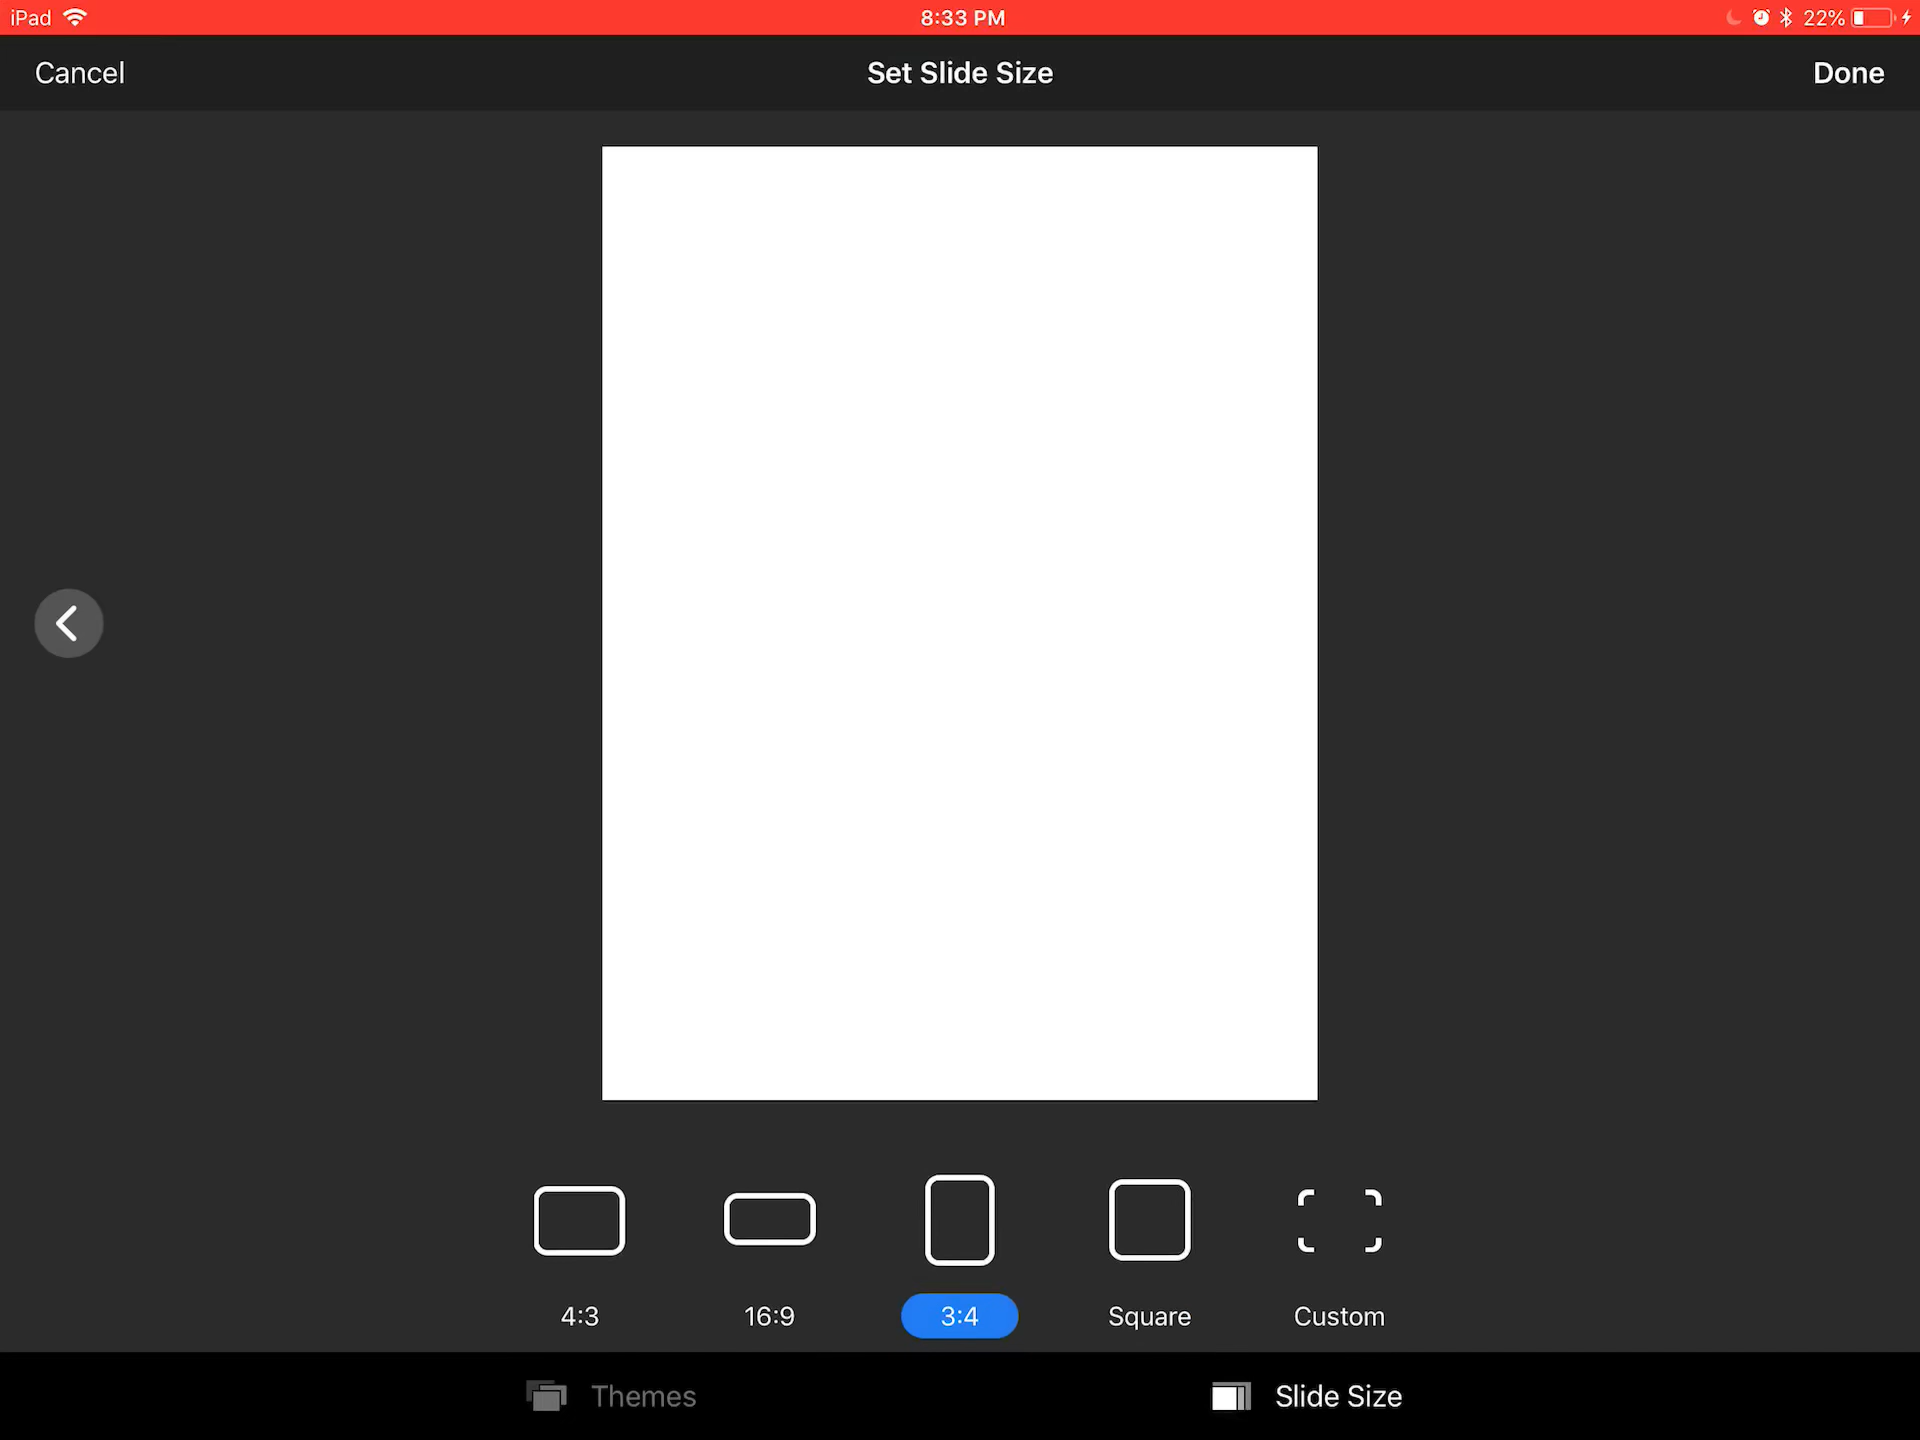 iPad 8:33 PM 22%
Cancel Set Slide Size Done
4:3 16:9 3:4 Square Custom
Themes Slide Size